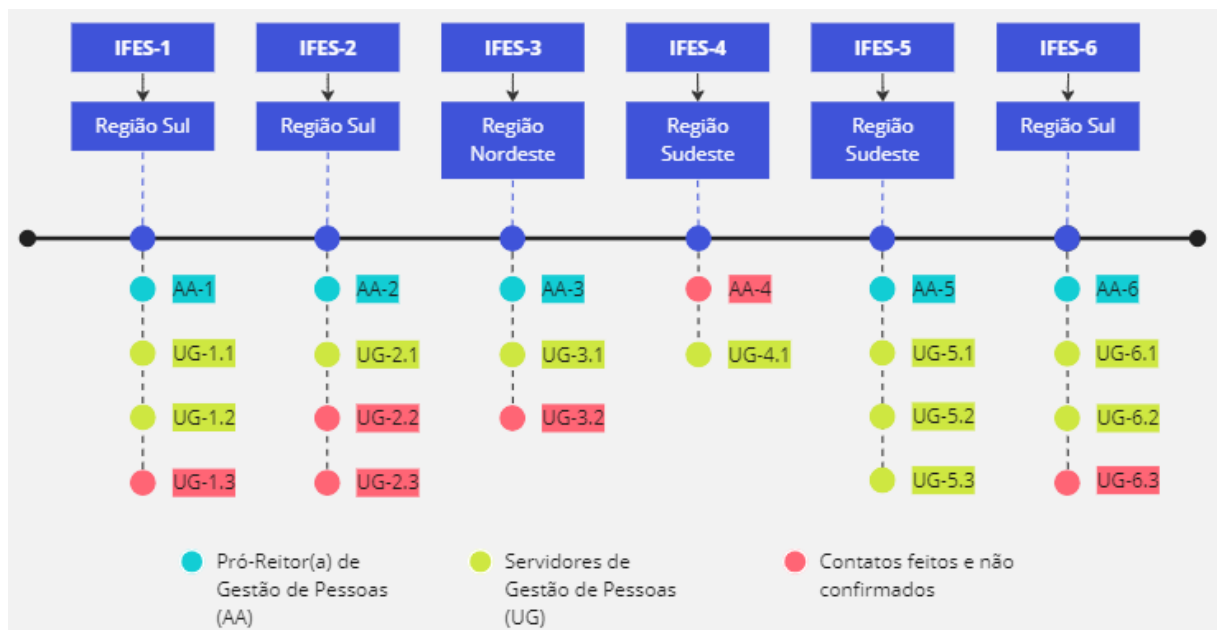 IFES-1
IFES-2
IFES-3
IFES-4
IFES-5
IFES-6
Região Sul
Região Sul
Região
Nordeste
Região
Sudeste
Região
Sudeste
Região Sul
AA-1
AA-2
AA-3
AA-4
AA-5
AA-6
UG-1.1
UG-2.1
UG-3.1
UG-4.1
UG-5.1
UG-6.1
UG-1.2
UG-2.2
UG-3.2
UG-5.2
UG-6.2
UG-1.3
UG-2.3
UG-5.3
UG-6.3
Pró-Reitor(a) de
Gestão de Pessoas
(AA)
Servidores de
Gestão de Pessoas
(UG)
Contatos feitos e não
confirmados